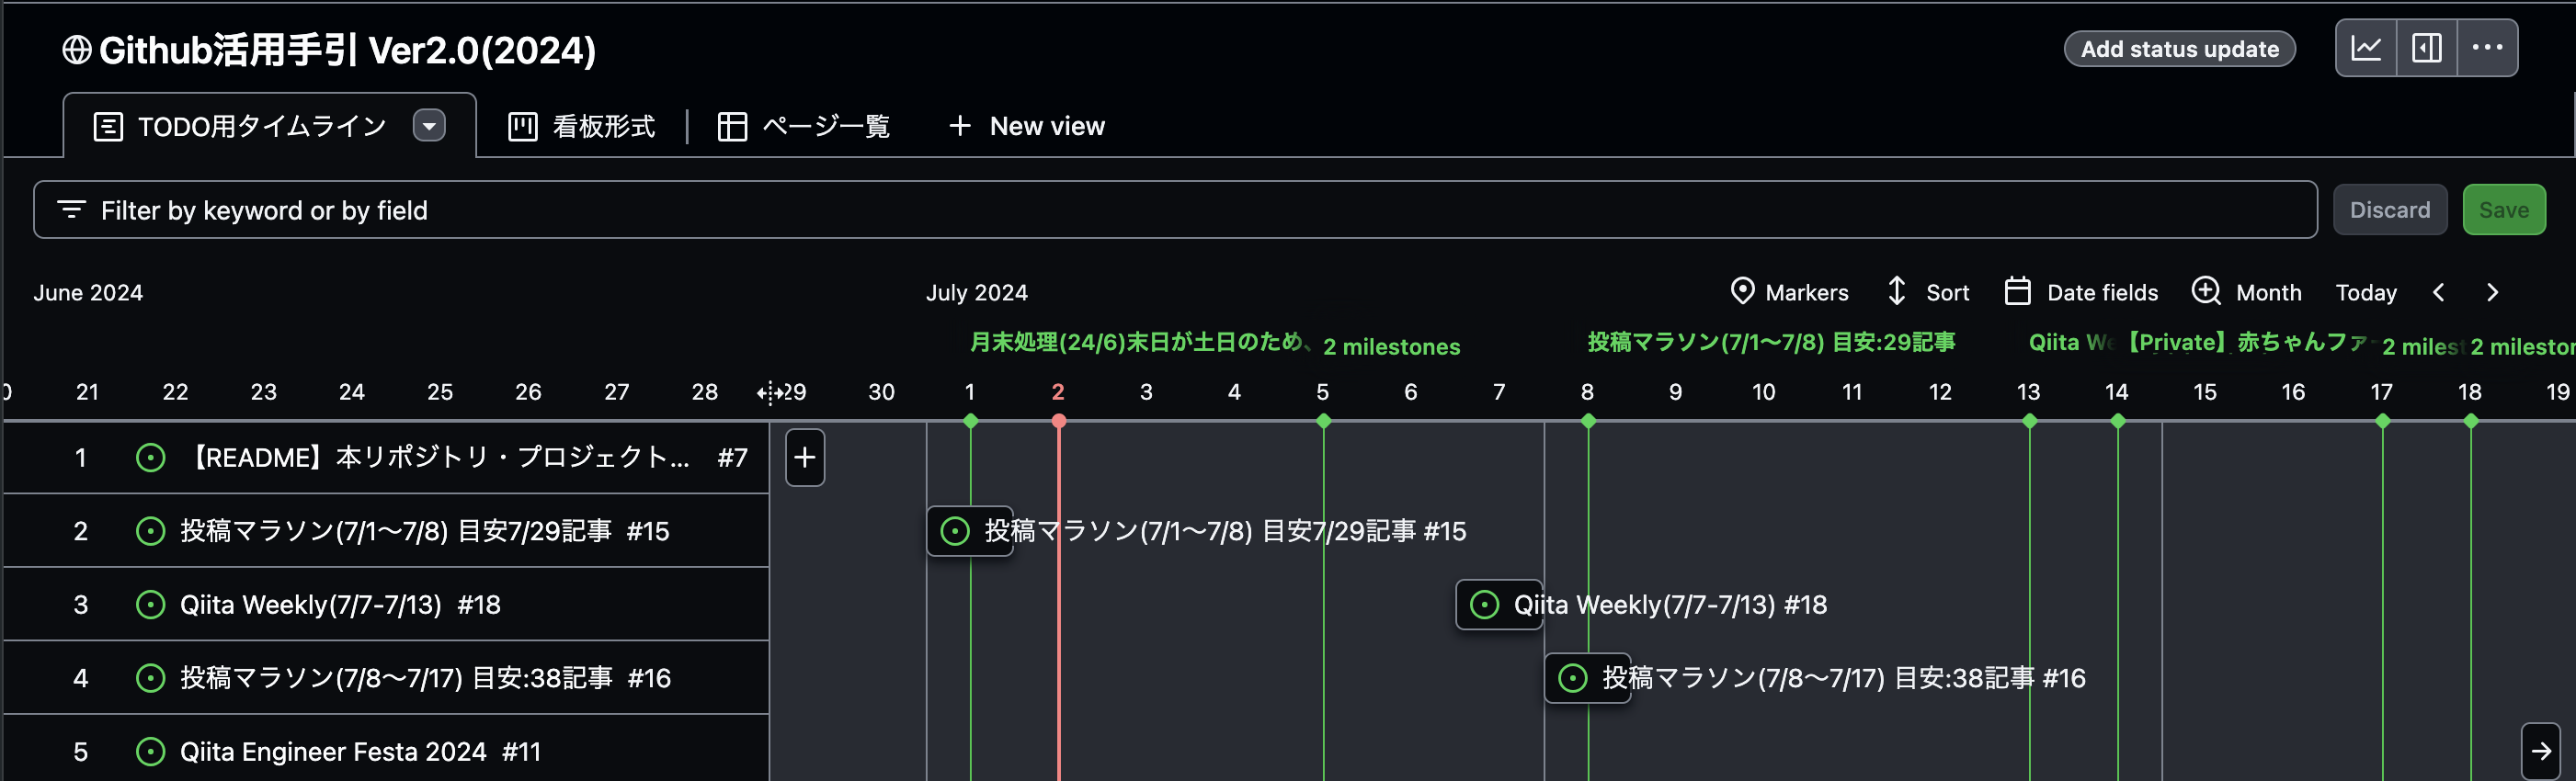 Github活用手引 Ver2.0(2024)
Add status update
TODO用タイムライン
看板形式
ページ一覧
New view
Filter by keyword or by field
Discard
Save
June 2024
July 2024
Markers
Sort
Date fields
Month
Today
月末処理(24/6)末日が土日のため、
2 milestones
投稿マラソン(7/1〜7/8) 目安:29記事
Qiita We
【Private】赤ちゃんファー
2 milest
2 mileston
0 21 22 23 24 25 26 27 28 29 30 1 2 3 4 5 6 7 8 9 10 11 12 13 14 15 16 17 18 19
1 【README】本リポジトリ・プロジェクト... #7
2 投稿マラソン(7/1〜7/8) 目安7/29記事 #15
投稿マラソン(7/1〜7/8) 目安7/29記事 #15
3 Qiita Weekly(7/7-7/13) #18
Qiita Weekly(7/7-7/13) #18
4 投稿マラソン(7/8〜7/17) 目安:38記事 #16
投稿マラソン(7/8〜7/17) 目安:38記事 #16
5 Qiita Engineer Festa 2024 #11